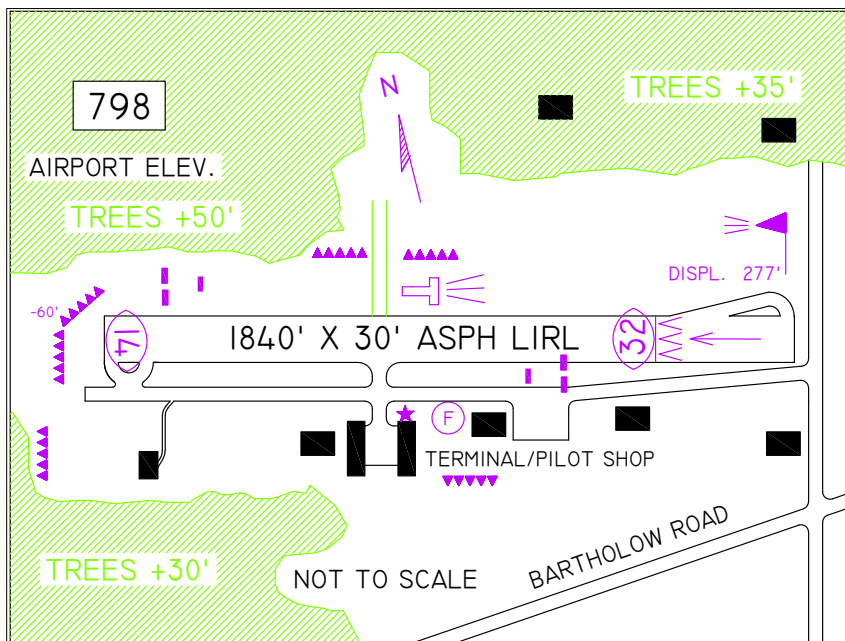 TREES +35'
798
N
AIRPORT ELEV.
TREES +50'
DISPL. 277'
-60'
14
1840' X 30' ASPH LIRL
32
F
TERMINAL/PILOT SHOP
BARTHOLOW ROAD
TREES +30'
NOT TO SCALE